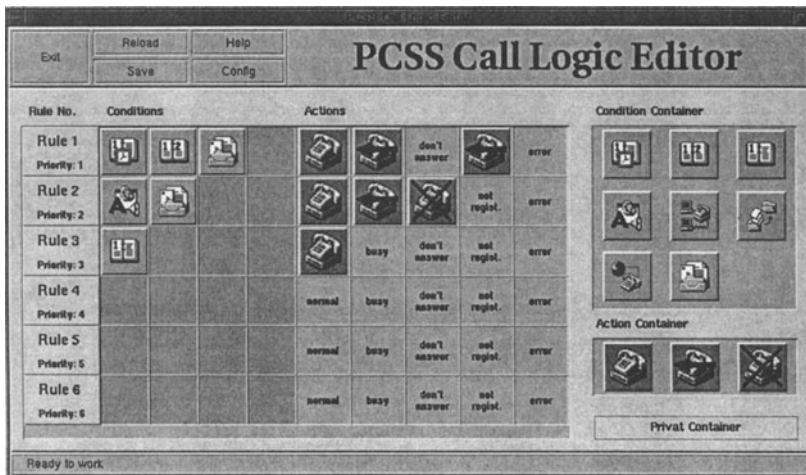 Exit
Reload
Help
Save
Config
PCSS Call Logic Editor
Rule No.
Conditions
Actions
Condition Container
Rule 1
Priority: 1
don't answer
error
Rule 2
Priority: 2
not regist.
error
Rule 3
Priority: 3
busy
don't answer
not regist.
error
Rule 4
Priority: 4
normal
busy
don't answer
not regist.
error
Action Container
Rule 5
Priority: 5
normal
busy
don't answer
not regist.
error
Rule 6
Priority: 6
normal
busy
don't answer
not regist.
error
Privat Container
Ready to work